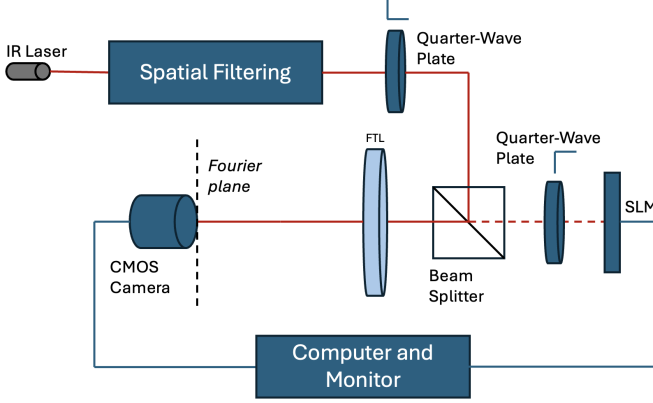 IR Laser
Spatial Filtering
Quarter-Wave
Plate
FTL
Quarter-Wave
Plate
Fourier
plane
SLM
CMOS
Camera
Beam
Splitter
Computer and
Monitor